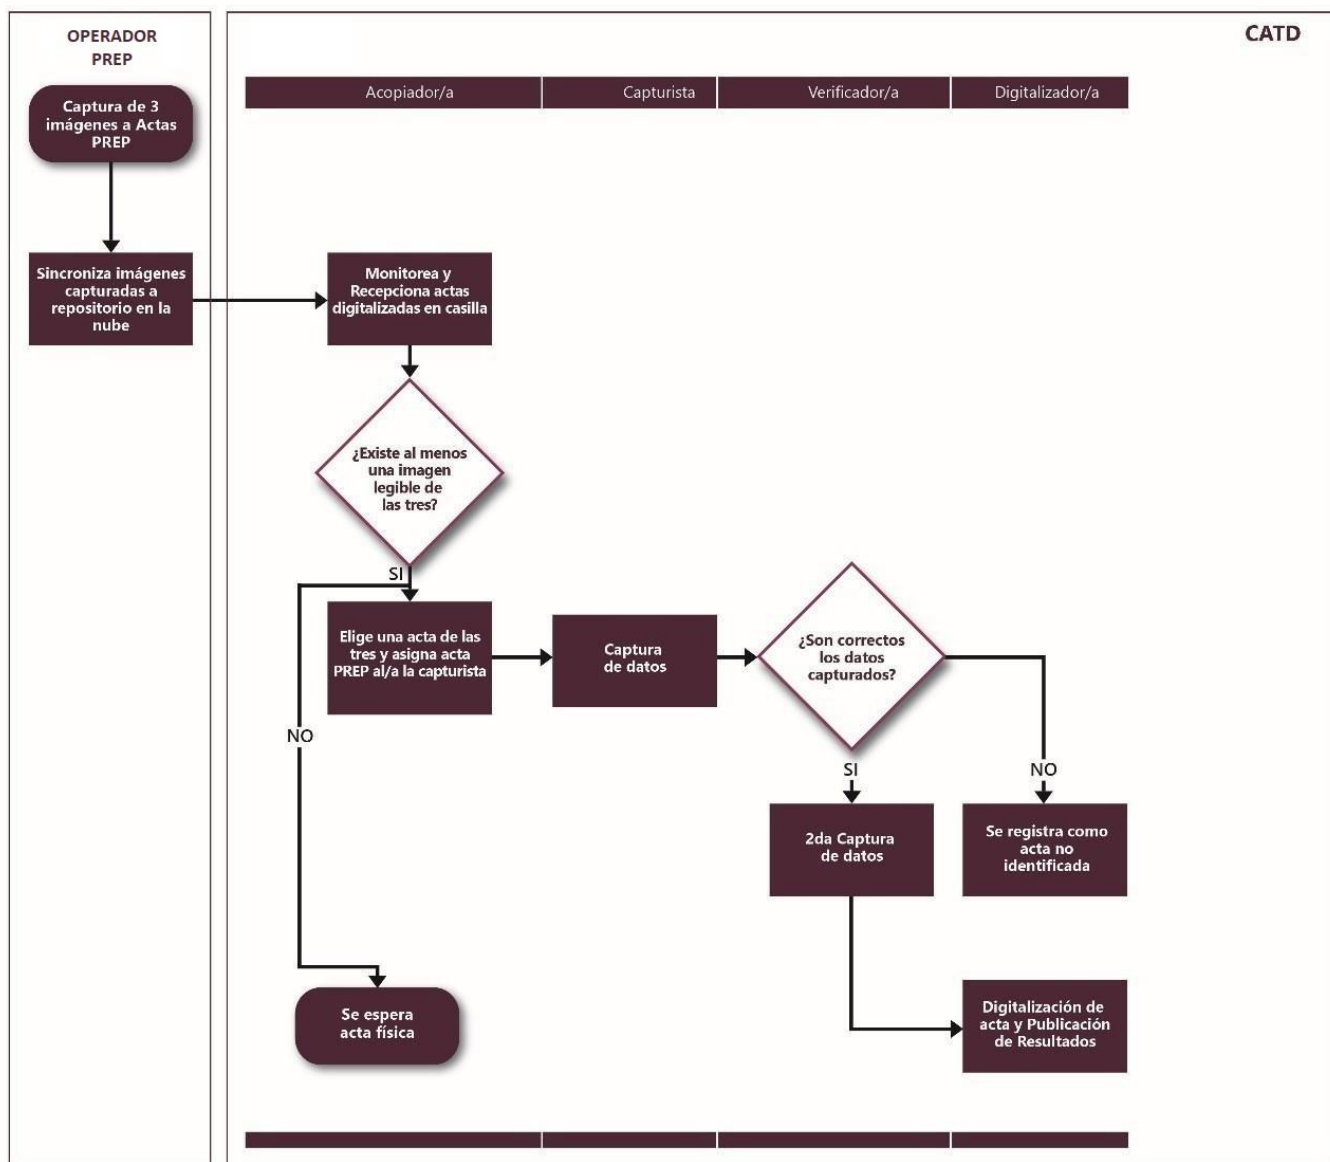 OPERADOR
PREP
CATD
Acopiador/a
Capturista
Verificador/a
Digitalizador/a
Captura de 3
imágenes a Actas
PREP
Sincroniza imágenes
capturadas a
repositorio en la
nube
Monitorea y
Recepciona actas
digitalizadas en casilla
¿Existe al menos
una imagen
legible de
las tres?
SI
Elige una acta de las
tres y asigna acta
PREP al/a la capturista
Captura
de datos
¿Son correctos
los datos
capturados?
NO
SI
NO
2da Captura
de datos
Se registra como
acta no
identificada
Se espera
acta física
Digitalización de
acta y Publicación
de Resultados